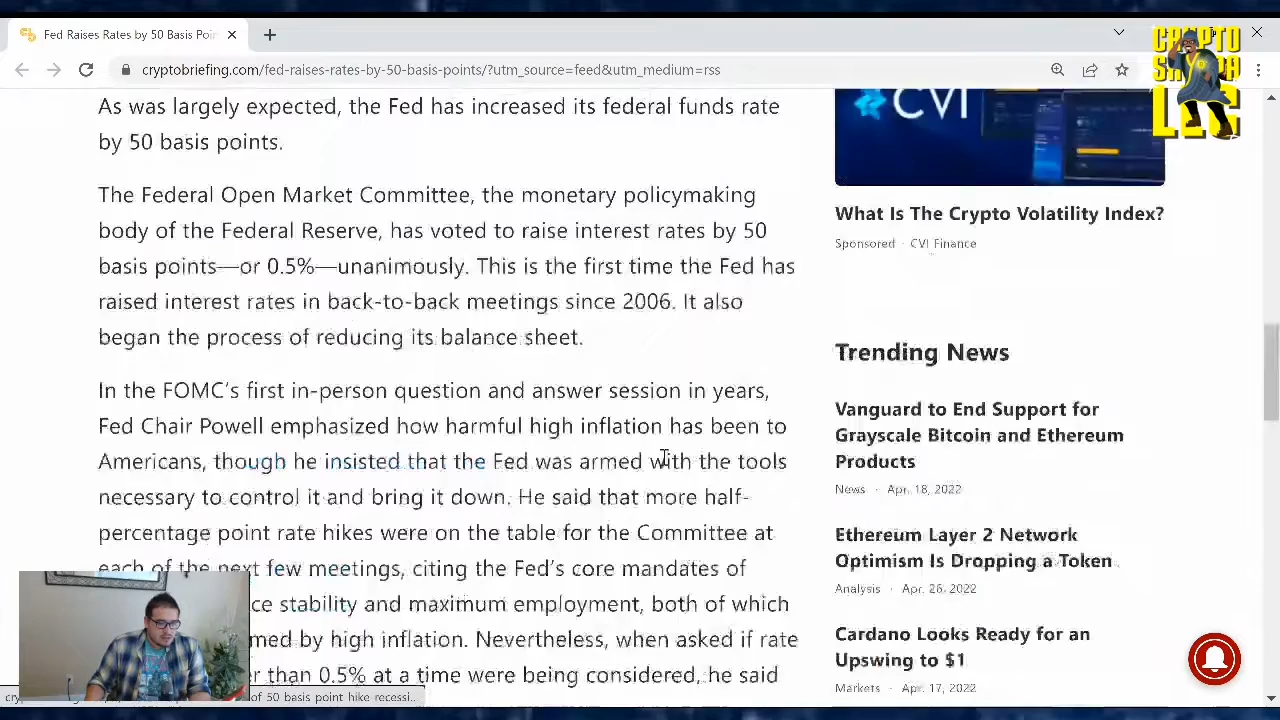 Fed Raises Rates by 50 Basis Poin
cryptobriefing.com/fed-raises-rates-by-50-basis-points/?utm_source=feed&utm_medium=rss
CRYPTO
LEG
As was largely expected, the Fed has increased its federal funds rate
by 50 basis points.
The Federal Open Market Committee, the monetary policymaking
body of the Federal Reserve, has voted to raise interest rates by 50
basis points—or 0.5%—unanimously. This is the first time the Fed has
raised interest rates in back-to-back meetings since 2006. It also
began the process of reducing its balance sheet.
In the FOMC’s first in-person question and answer session in years,
Fed Chair Powell emphasized how harmful high inflation has been to
Americans, though he insisted that the Fed was armed with the tools
necessary to control it and bring it down. He said that more half-
percentage point rate hikes were on the table for the Committee at
each of the next few meetings, citing the Fed’s core mandates of
ce stability and maximum employment, both of which
med by high inflation. Nevertheless, when asked if rate
r than 0.5% at a time were being considered, he said
of 50 basis point hike recessi...
CVI
What Is The Crypto Volatility Index?
Sponsored · CVI Finance
Trending News
Vanguard to End Support for
Grayscale Bitcoin and Ethereum
Products
News · Apr. 18, 2022
Ethereum Layer 2 Network
Optimism Is Dropping a Token
Analysis · Apr. 26, 2022
Cardano Looks Ready for an
Upswing to $1
Markets · Apr. 17, 2022